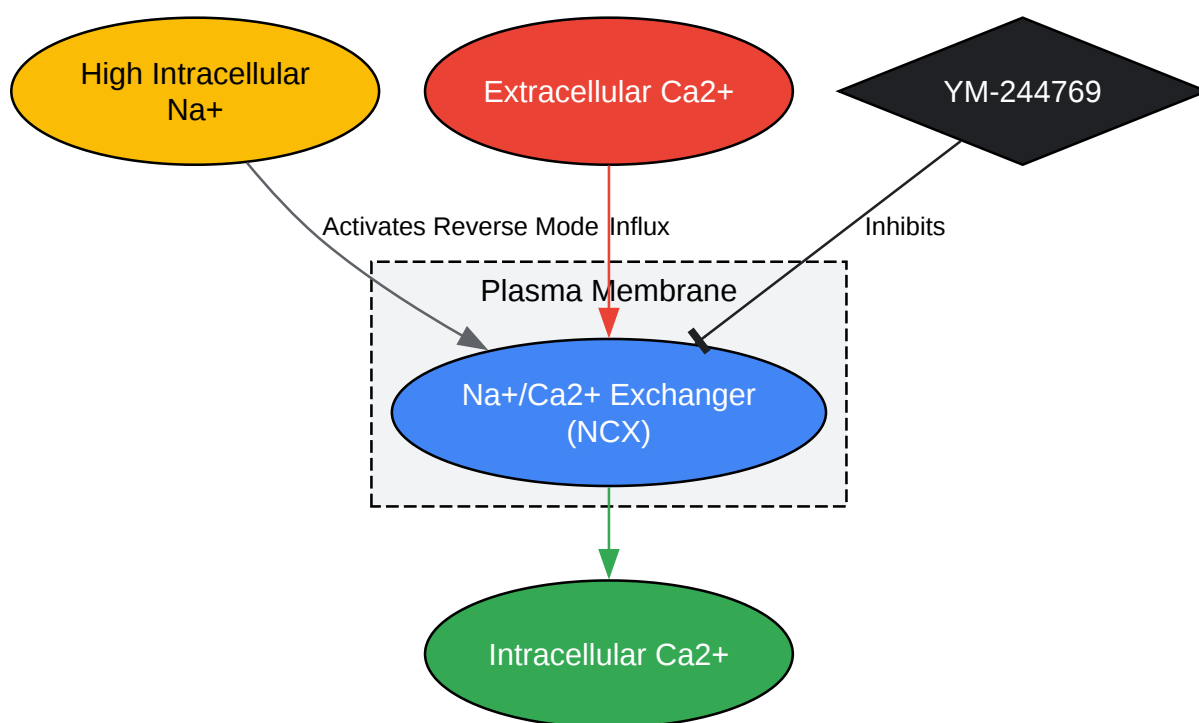 High Intracellular
Na+
Extracellular Ca2+
YM-244769
Activates Reverse Mode
Influx
Inhibits
Plasma Membrane
Na+/Ca2+ Exchanger
(NCX)
Intracellular Ca2+